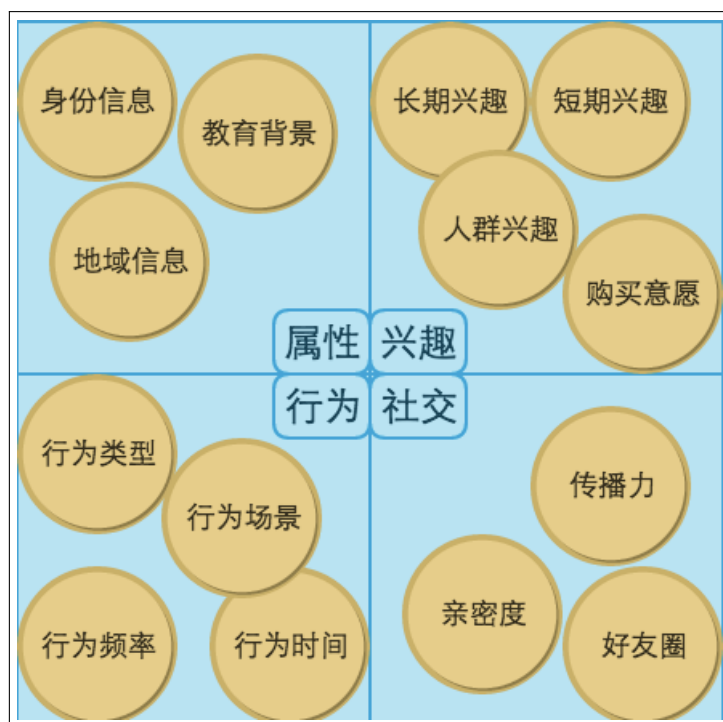 身份信息
教育背景
地域信息
属性
长期兴趣
短期兴趣
人群兴趣
购买意愿
兴趣
行为
行为类型
行为场景
行为频率
行为时间
社交
传播力
亲密度
好友圈